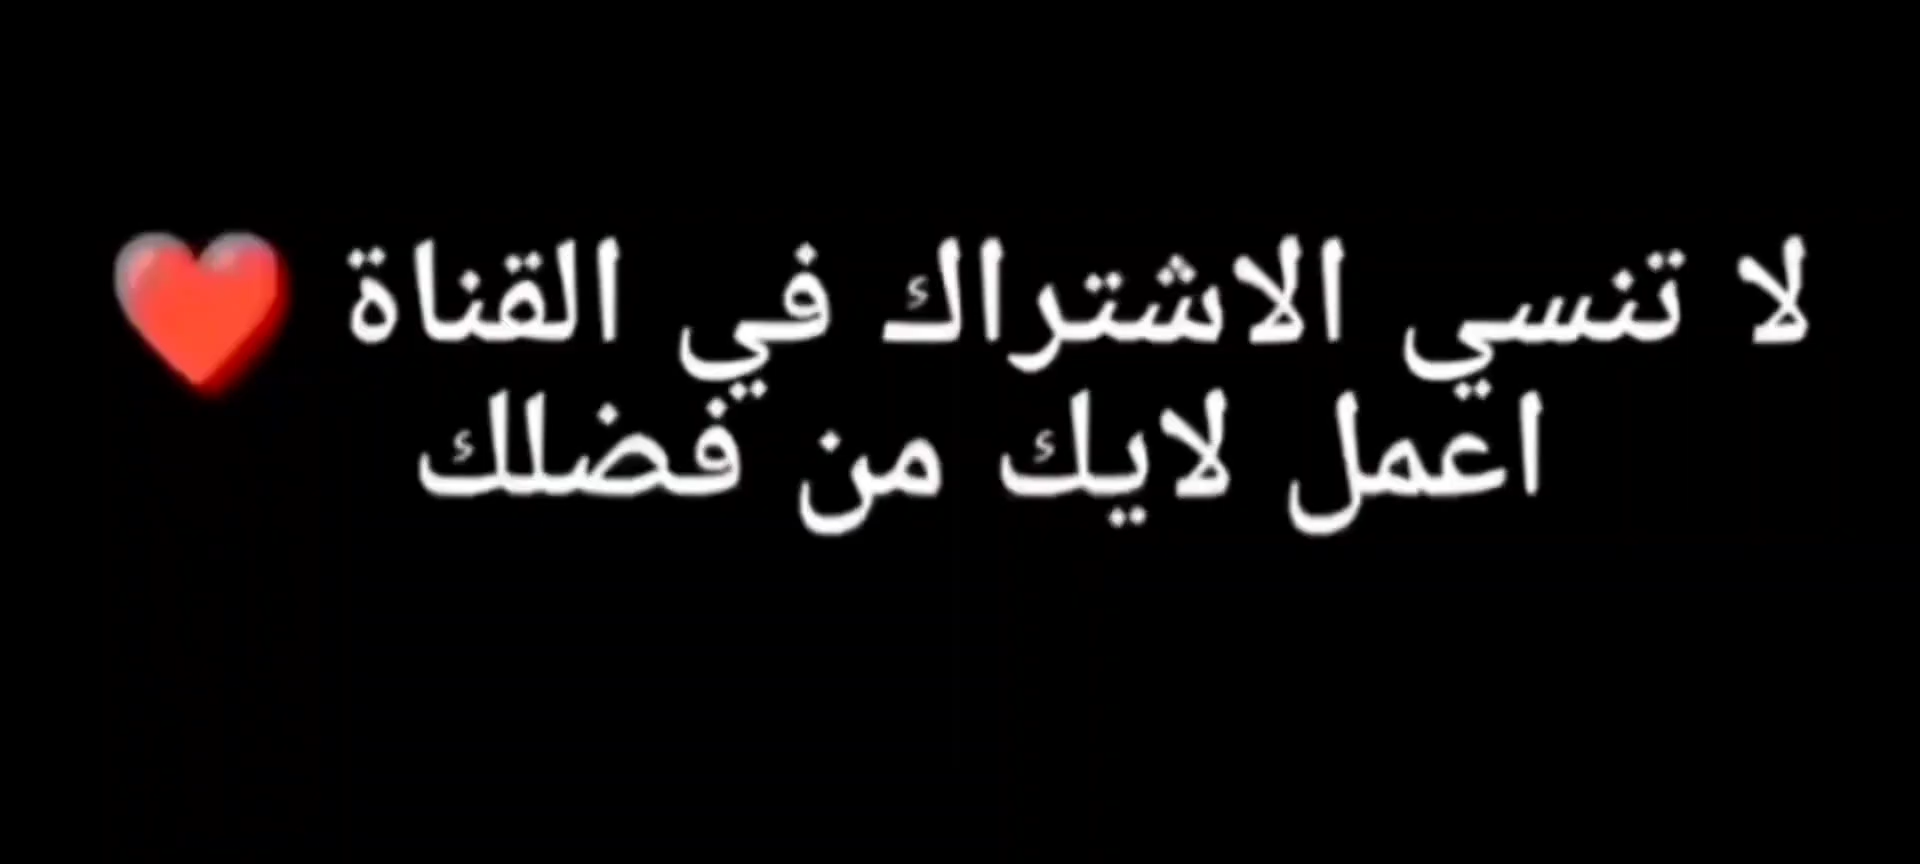 لا تنسي الاشتراك في القناة ❤️
اعمل لايك من فضلك